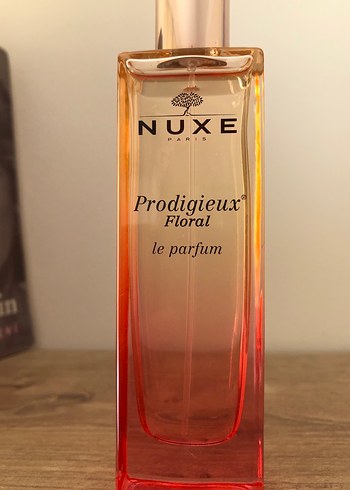 NUXE
PARIS
Prodigieux®
Floral
le parfum